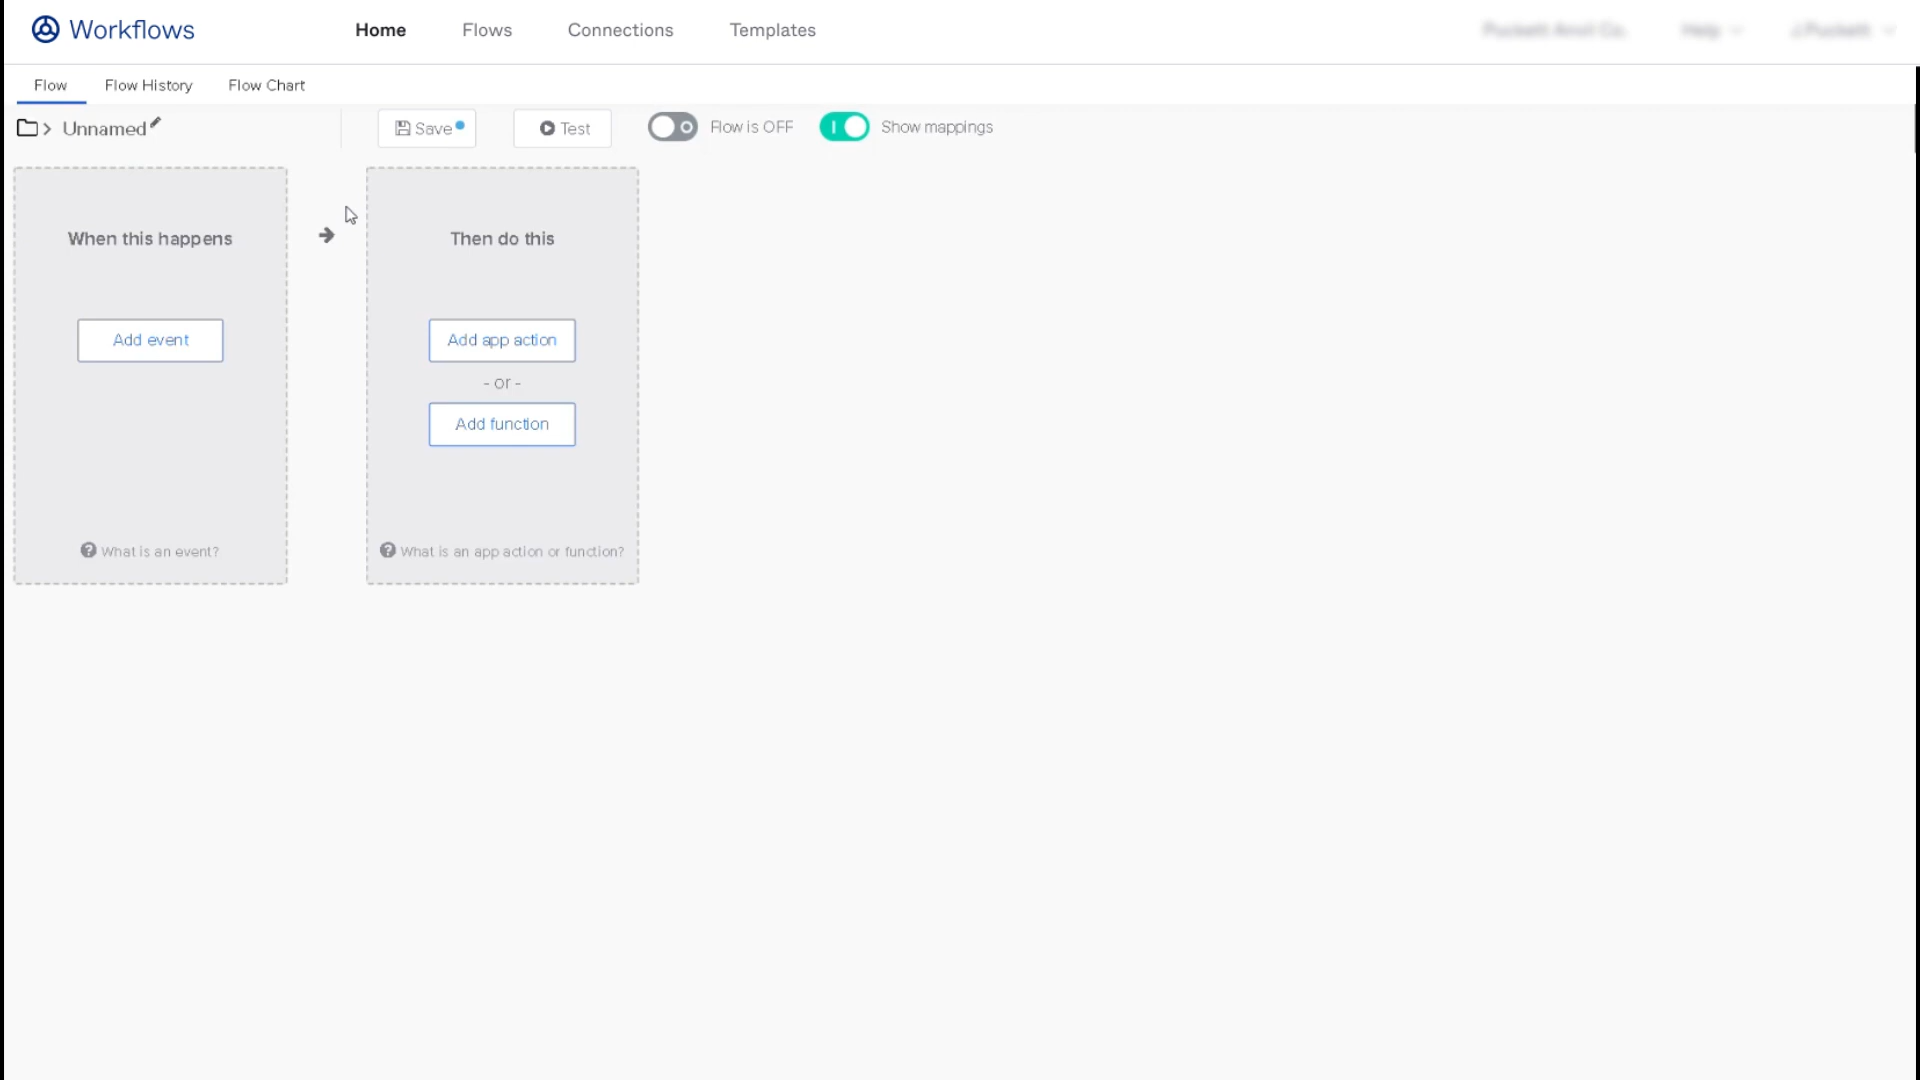 Workflows
Home Flows Connections Templates
Flow Flow History Flow Chart
Unnamed
Save
Test
Flow is OFF
Show mappings
When this happens
Add event
What is an event?
Then do this
Add app action
- or -
Add function
What is an app action or function?